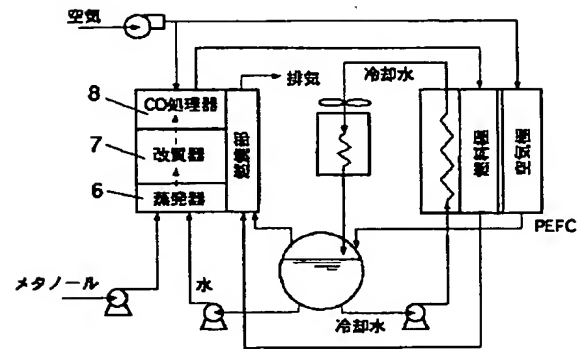 空気
排気
冷却水
8
CO処理器
7
改質器
6
蒸発器
燃焼部
燃料極
空気極
PEFC
メタノール
水
冷却水